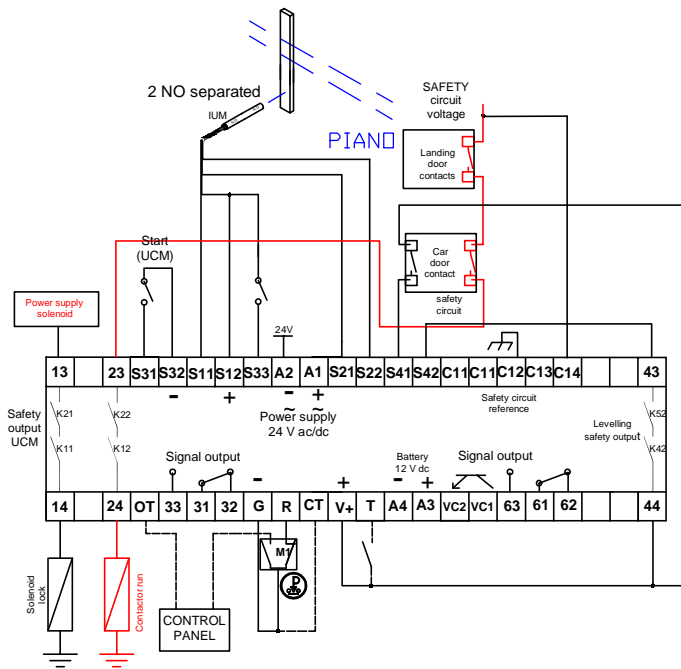 2 NO separated
IUM
PIANO
SAFETY
circuit
voltage
Landing
door
contacts
Car
door
contact
safety
circuit
Start
(UCM)
Power supply
solenoid
24V
13
23
S31
S32
S11
S12
S33
A2
A1
S21
S22
S41
S42
C11
C11
C12
C13
C14
43
Safety
output
UCM
K21
K11
K22
K12
-
+
-
+
~
~
Power supply
24 V ac/dc
Safety circuit
reference
Levelling
safety output
K52
K42
Signal output
-
+
Battery
12 V dc
-
+
Signal output
14
24
OT
33
31
32
G
R
CT
V+
T
A4
A3
VC2
VC1
63
61
62
44
M1
P
Solenoid
lock
Contactor run
CONTROL
PANEL